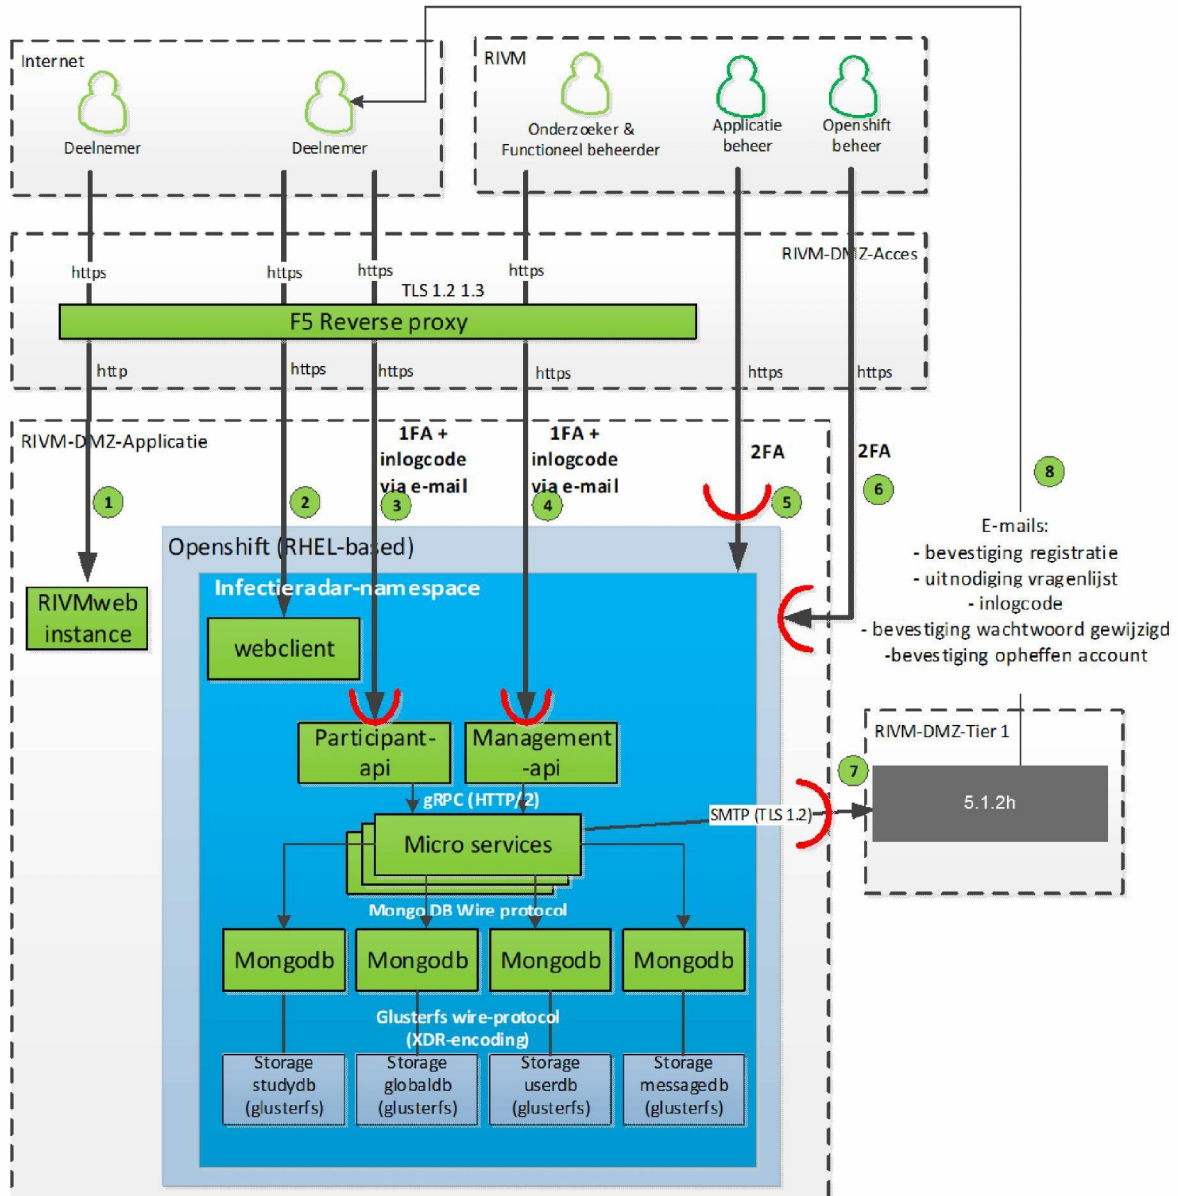 Internet
RIVM
Deelnemer
Deelnemer
Onderzoeker &
Functioneel beheerder
Applicatie
beheer
Openshift
beheer
RIVM-DMZ-Acces
https
https
https
https
TLS 1.2 1.3
F5 Reverse proxy
http
https
https
https
https
https
RIVM-DMZ-Applicatie
1FA +
inlogcode
via e-mail
1FA +
inlogcode
via e-mail
2FA
2FA
1
2
3
4
5
6
8
E-mails:
- bevestiging registratie
- uitnodiging vragenlijst
- inlogcode
- bevestiging wachtwoord gewijzigd
-bevestiging opheffen account
Openshift (RHEL-based)
Infectieradar-namespace
RIVMweb
instance
webclient
Participant-
api
Management
-api
gRPC (HTTP/2)
RIVM-DMZ-Tier 1
7
5.1.2h
SMTP (TLS 1.2)
Micro services
Mongo DB Wire protocol
Mongodb
Mongodb
Mongodb
Mongodb
Glusterfs wire-protocol
(XDR-encoding)
Storage
studydb
(glusterfs)
Storage
globaldb
(glusterfs)
Storage
userdb
(glusterfs)
Storage
messagedb
(glusterfs)